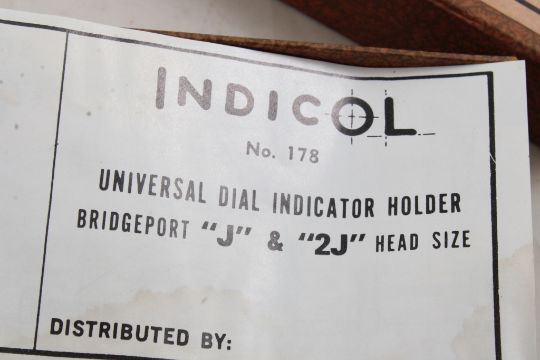 INDICOL
No. 178
UNIVERSAL DIAL INDICATOR HOLDER
BRIDGEPORT "J" & "2J" HEAD SIZE
DISTRIBUTED BY: